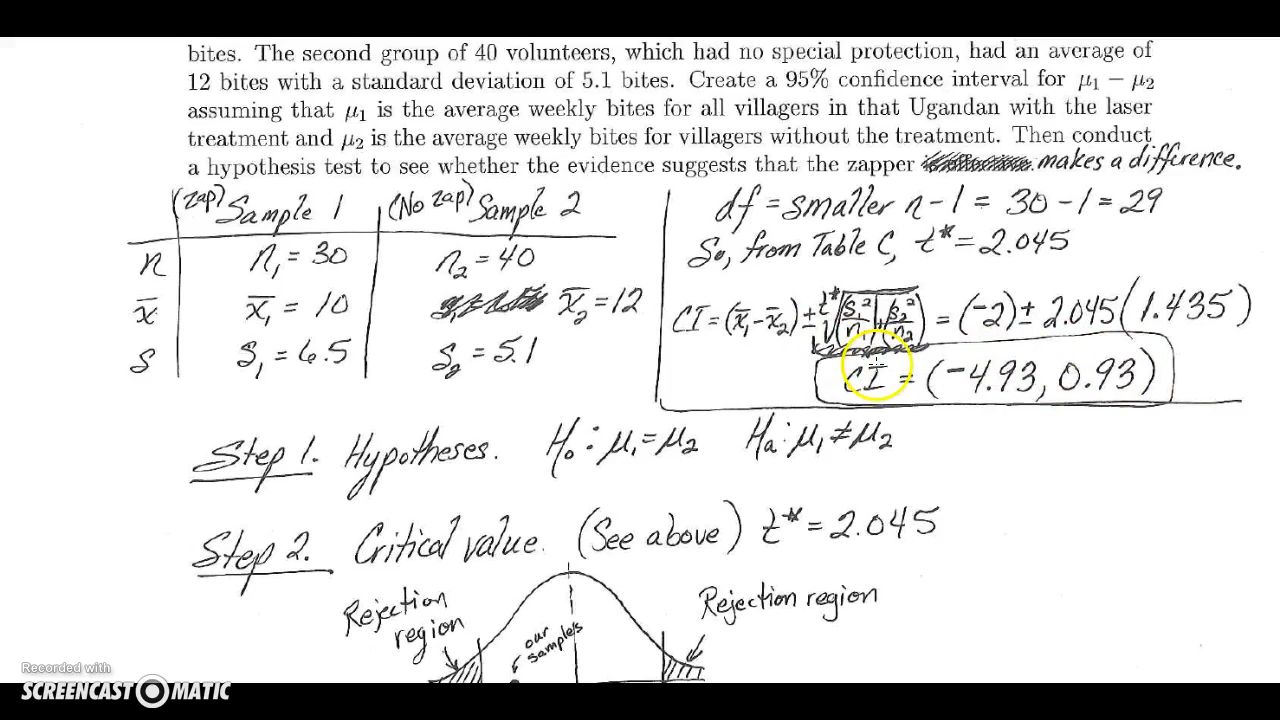 bites. The second group of 40 volunteers, which had no special protection, had an average of
12 bites with a standard deviation of 5.1 bites. Create a 95% confidence interval for μ₁ − μ₂
assuming that μ₁ is the average weekly bites for all villagers in that Ugandan with the laser
treatment and μ₂ is the average weekly bites for villagers without the treatment. Then conduct
a hypothesis test to see whether the evidence suggests that the zapper makes a difference.
(zap) Sample 1 (No zap) Sample 2
n n₁ = 30 n₂ = 40
x̄ x̄₁ = 10 x̄₂ = 12
s s₁ = 6.5 s₂ = 5.1
df = smaller n − 1 = 30 − 1 = 29
So, from Table C, t* = 2.045
CI = (x̄₁ − x̄₂) ± t* √(s₁²/n₁ + s₂²/n₂) = (−2) ± 2.045(1.435)
CI = (−4.93, 0.93)
Step 1. Hypotheses. H₀: μ₁ = μ₂ Hₐ: μ₁ ≠ μ₂
Step 2. Critical value. (See above) t* = 2.045
Rejection
region
our
sample's
Rejection region
Recorded with
SCREENCAST MATIC